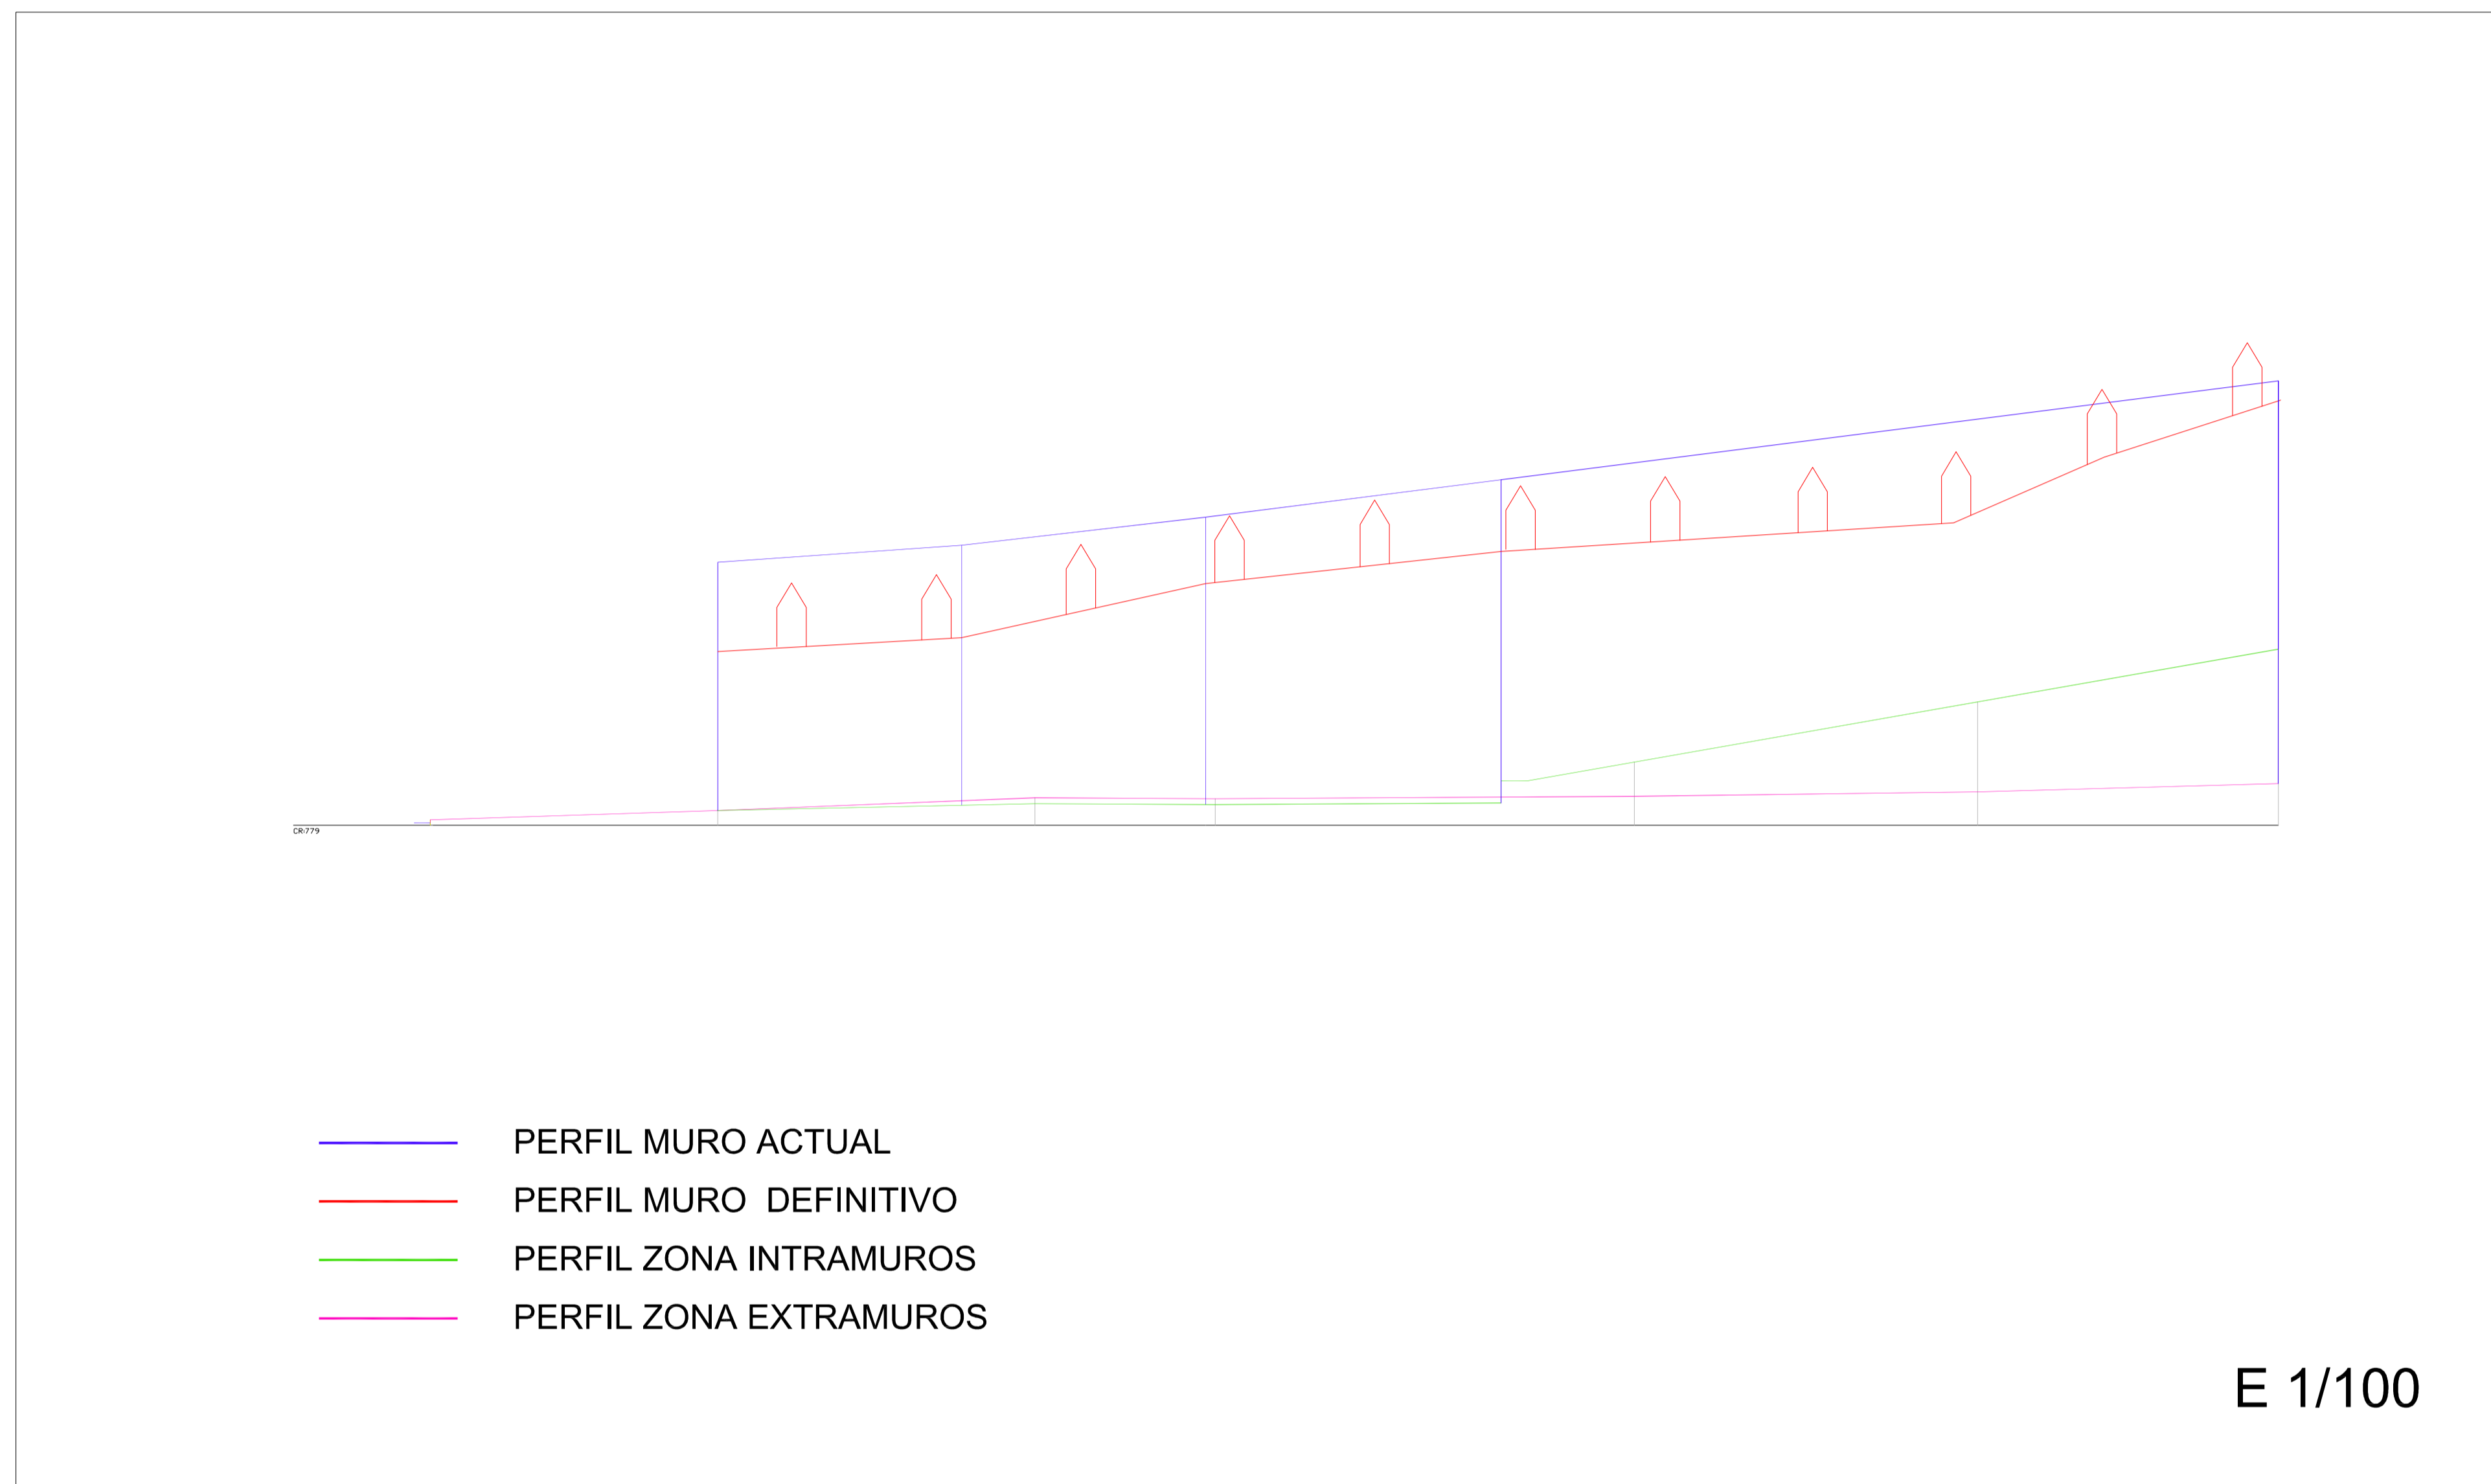 CR-779
PERFIL MURO ACTUAL
PERFIL MURO DEFINITIVO
PERFIL ZONA INTRAMUROS
PERFIL ZONA EXTRAMUROS
E 1/100